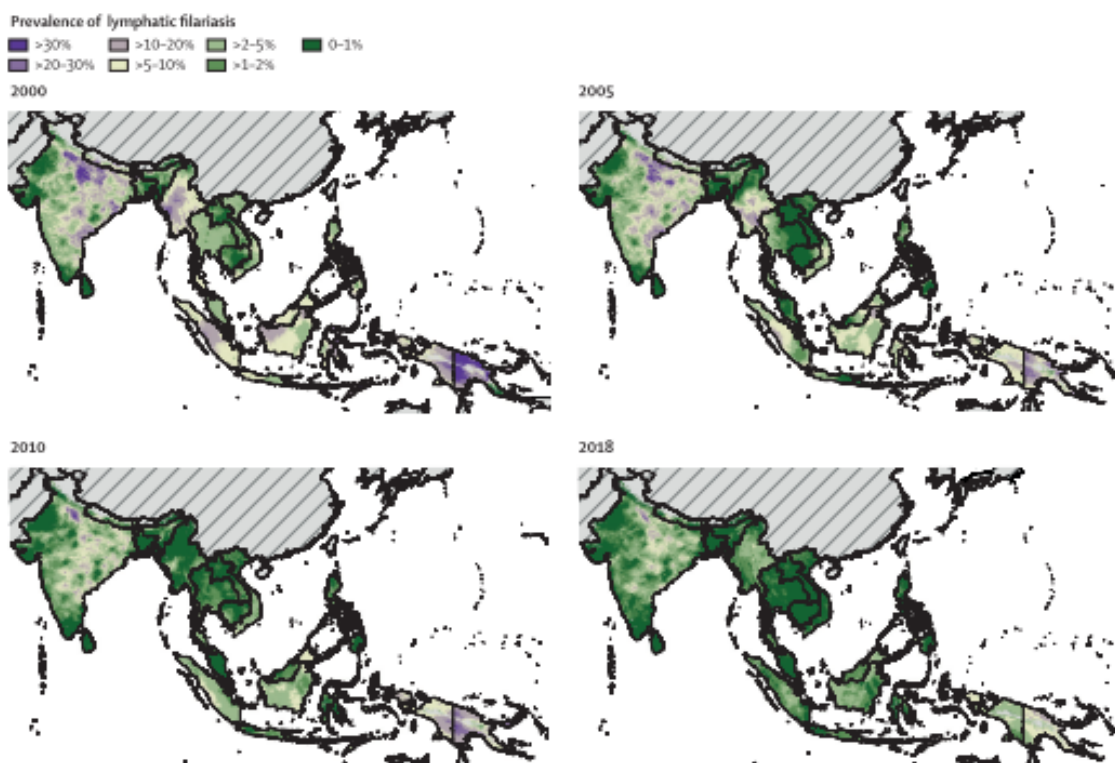 Prevalence of lymphatic filariasis
>30% >10–20% >2–5% 0–1%
>20–30% >5–10% >1–2%
2000 2005
2010 2018